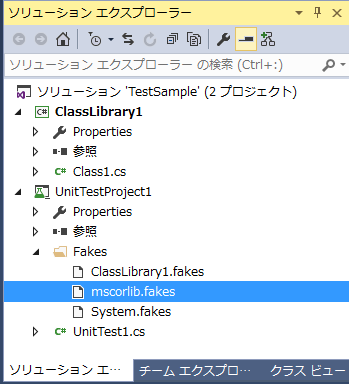 ソリューション エクスプローラー
ソリューション エクスプローラー の検索 (Ctrl+:)
ソリューション 'TestSample' (2 プロジェクト)
C# ClassLibrary1
Properties
参照
C# Class1.cs
UnitTestProject1
Properties
参照
Fakes
ClassLibrary1.fakes
mscorlib.fakes
System.fakes
C# UnitTest1.cs
ソリューション エ... チーム エクスプロ... クラス ビュー